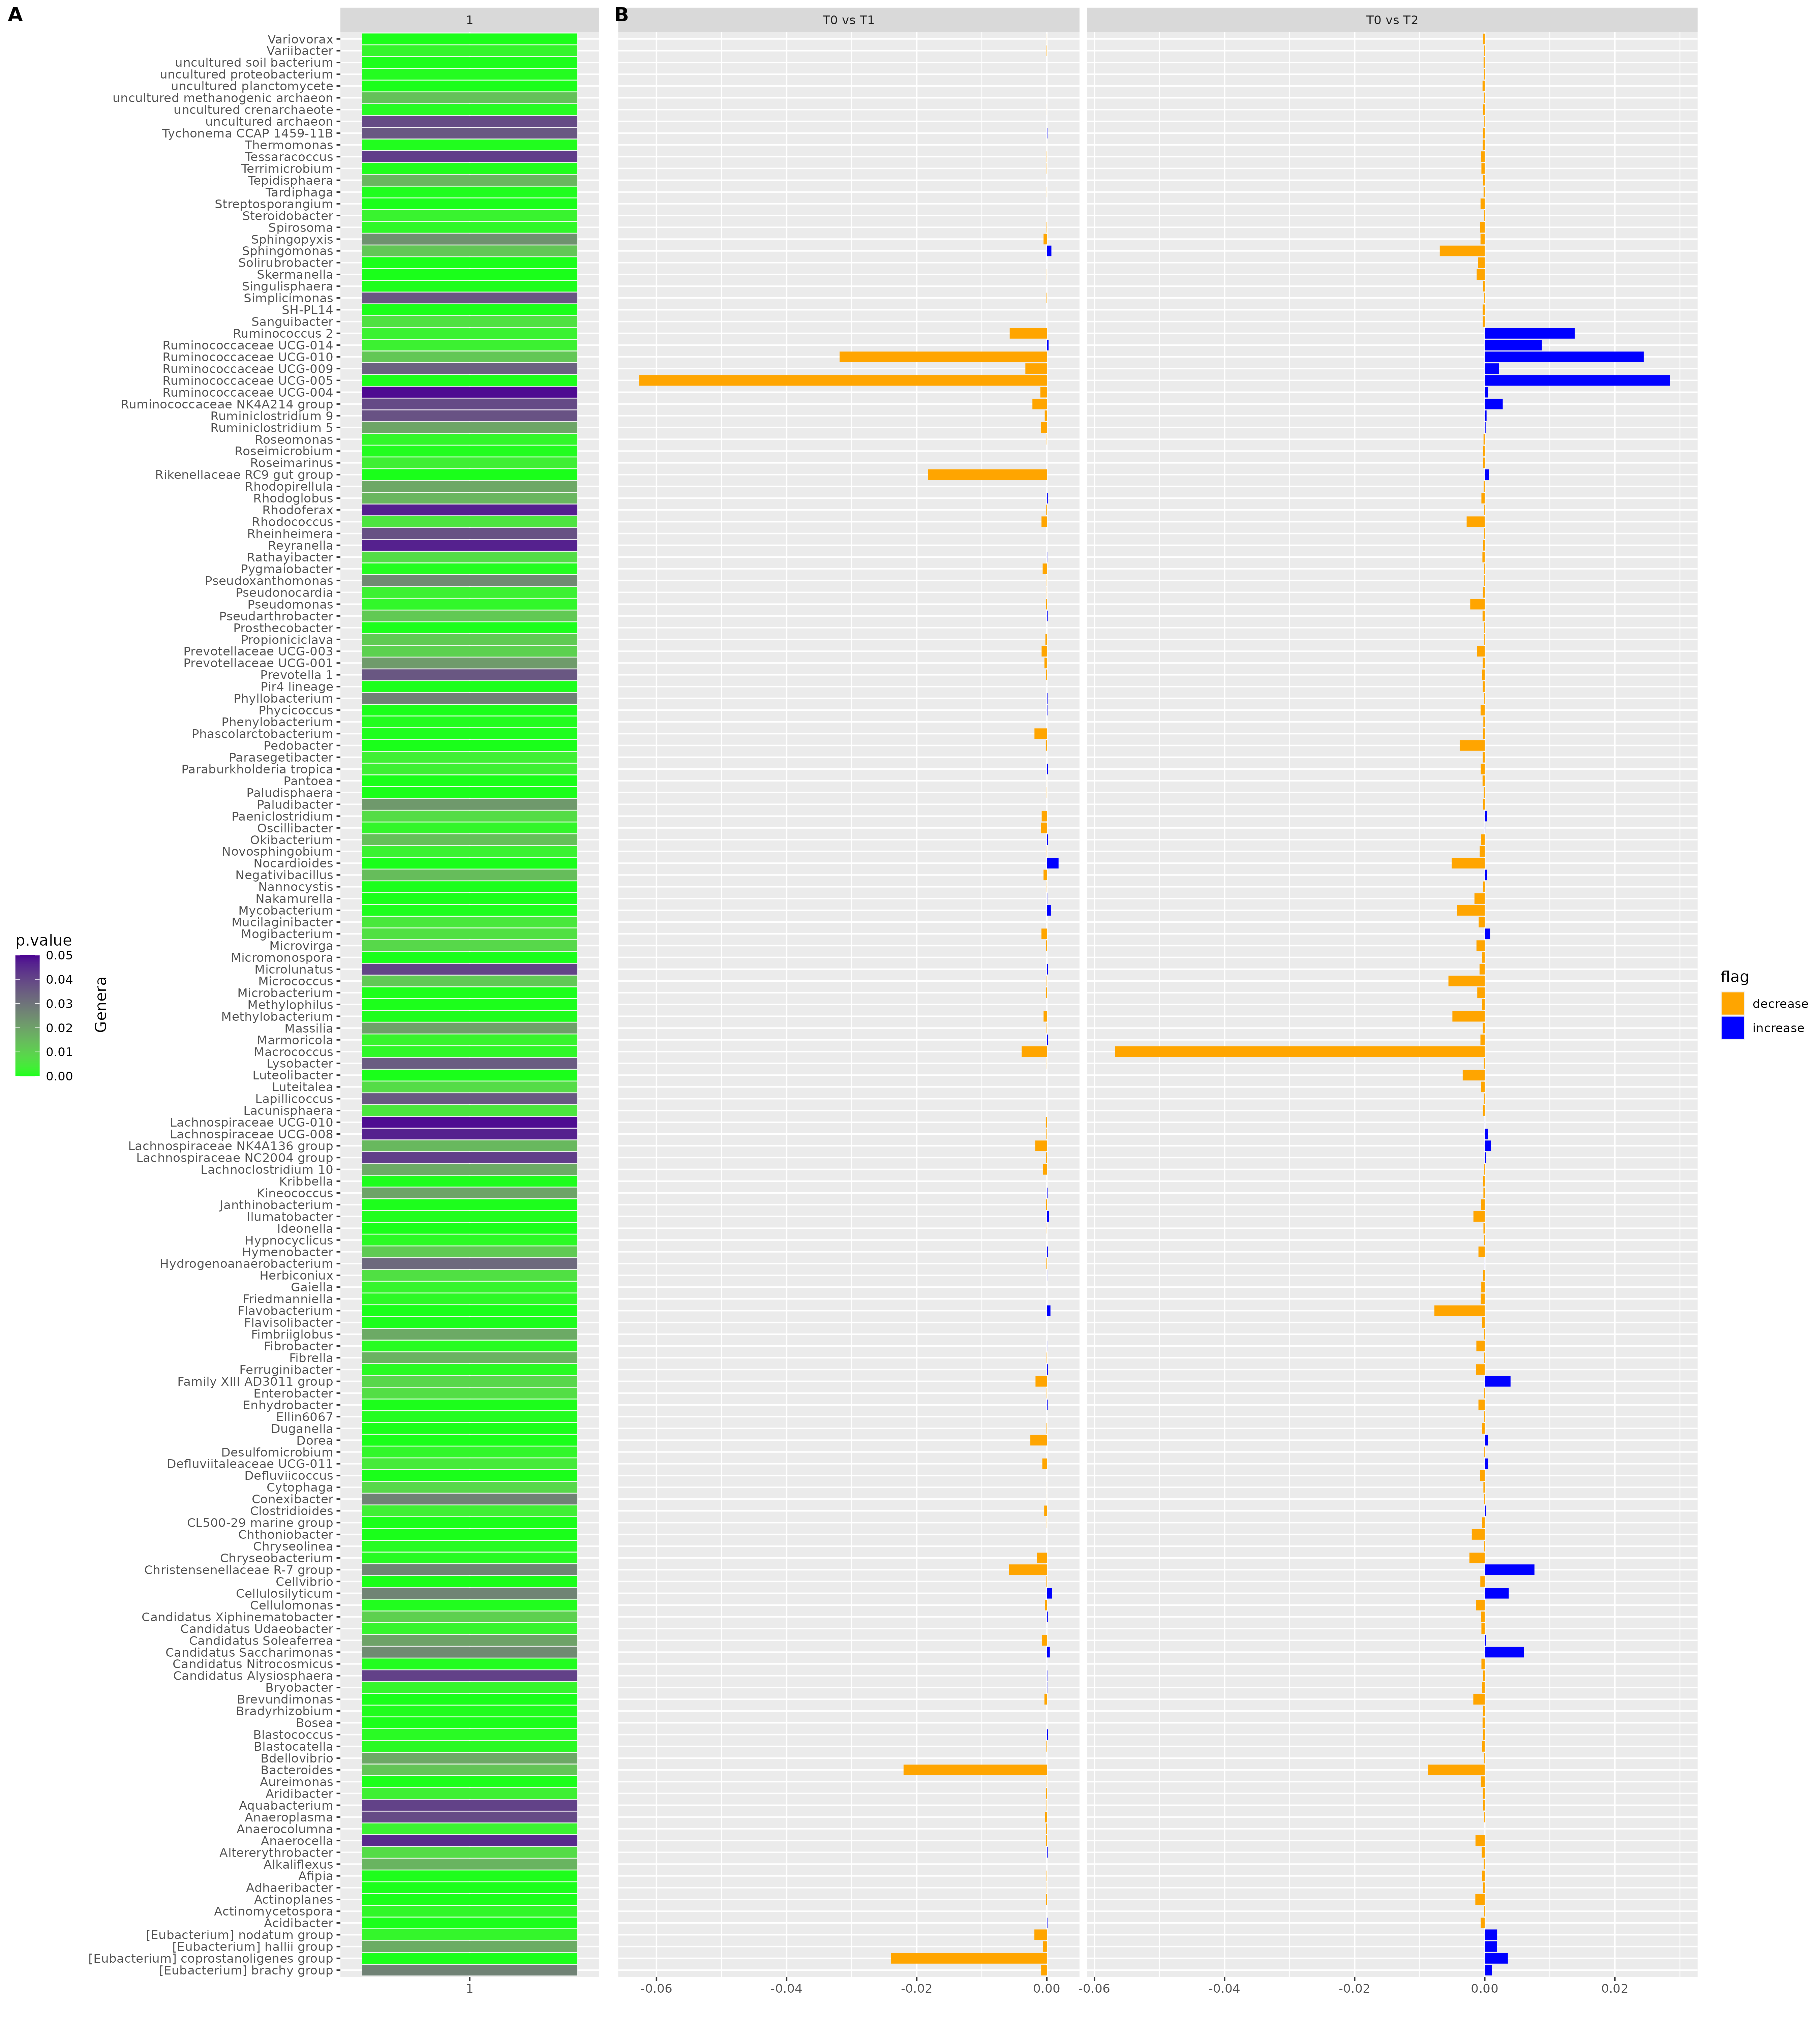 A
1
B
T0 vs T1
T0 vs T2
Variovorax
Variibacter
uncultured soil bacterium
uncultured proteobacterium
uncultured planctomycete
uncultured methanogenic archaeon
uncultured crenarchaeote
uncultured archaeon
Tychonema CCAP 1459-11B
Thermomonas
Tessaracoccus
Terrimicrobium
Tepidisphaera
Tardiphaga
Streptosporangium
Steroidobacter
Spirosoma
Sphingopyxis
Sphingomonas
Solirubrobacter
Skermanella
Singulisphaera
Simplicimonas
SH-PL14
Sanguibacter
Ruminococcus 2
Ruminococcaceae UCG-014
Ruminococcaceae UCG-010
Ruminococcaceae UCG-009
Ruminococcaceae UCG-005
Ruminococcaceae UCG-004
Ruminococcaceae NK4A214 group
Ruminiclostridium 9
Ruminiclostridium 5
Roseomonas
Roseimicrobium
Roseimarinus
Rikenellaceae RC9 gut group
Rhodopirellula
Rhodoglobus
Rhodoferax
Rhodococcus
Rheinheimera
Reyranella
Rathayibacter
Pygmaiobacter
Pseudoxanthomonas
Pseudonocardia
Pseudomonas
Pseudarthrobacter
Prosthecobacter
Propioniciclava
Prevotellaceae UCG-003
Prevotellaceae UCG-001
Prevotella 1
Pir4 lineage
Phyllobacterium
Phycicoccus
Phenylobacterium
Phascolarctobacterium
Pedobacter
Parasegetibacter
Paraburkholderia tropica
Pantoea
Paludisphaera
Paludibacter
Paeniclostridium
Oscillibacter
Okibacterium
Novosphingobium
Nocardioides
Negativibacillus
Nannocystis
Nakamurella
Mycobacterium
Mucilaginibacter
Mogibacterium
Microvirga
Micromonospora
Microlunatus
Micrococcus
Microbacterium
Methylophilus
Methylobacterium
Massilia
Marmoricola
Macrococcus
Lysobacter
Luteolibacter
Luteitalea
Lapillicoccus
Lacunisphaera
Lachnospiraceae UCG-010
Lachnospiraceae UCG-008
Lachnospiraceae NK4A136 group
Lachnospiraceae NC2004 group
Lachnoclostridium 10
Kribbella
Kineococcus
Janthinobacterium
Ilumatobacter
Ideonella
Hypnocyclicus
Hymenobacter
Hydrogenoanaerobacterium
Herbiconiux
Gaiella
Friedmanniella
Flavobacterium
Flavisolibacter
Fimbriiglobus
Fibrobacter
Fibrella
Ferruginibacter
Family XIII AD3011 group
Enterobacter
Enhydrobacter
Ellin6067
Duganella
Dorea
Desulfomicrobium
Defluviitaleaceae UCG-011
Defluviicoccus
Cytophaga
Conexibacter
Clostridioides
CL500-29 marine group
Chthoniobacter
Chryseolinea
Chryseobacterium
Christensenellaceae R-7 group
Cellvibrio
Cellulosilyticum
Cellulomonas
Candidatus Xiphinematobacter
Candidatus Udaeobacter
Candidatus Soleaferrea
Candidatus Saccharimonas
Candidatus Nitrocosmicus
Candidatus Alysiosphaera
Bryobacter
Brevundimonas
Bradyrhizobium
Bosea
Blastococcus
Blastocatella
Bdellovibrio
Bacteroides
Aureimonas
Aridibacter
Aquabacterium
Anaeroplasma
Anaerocolumna
Anaerocella
Altererythrobacter
Alkaliflexus
Afipia
Adhaeribacter
Actinoplanes
Actinomycetospora
Acidibacter
[Eubacterium] nodatum group
[Eubacterium] hallii group
[Eubacterium] coprostanoligenes group
[Eubacterium] brachy group
1
-0.06
-0.04
-0.02
0.00
-0.06
-0.04
-0.02
0.00
0.02
p.value
0.05
0.04
0.03
0.02
0.01
0.00
Genera
flag
decrease
increase